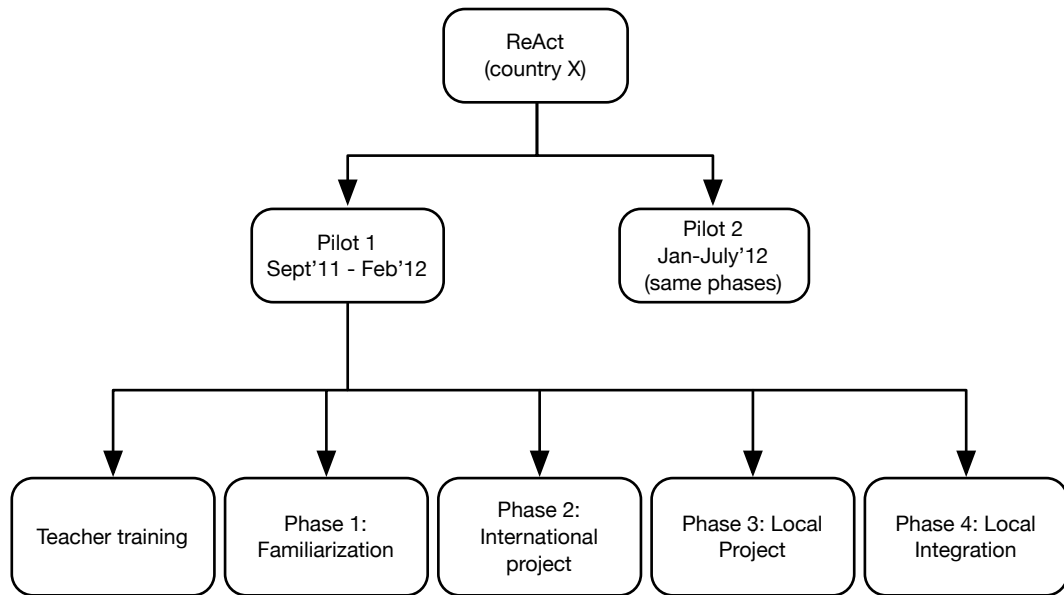 ReAct
(country X)
Pilot 1
Sept’11 - Feb’12
Pilot 2
Jan-July’12
(same phases)
Teacher training
Phase 1:
Familiarization
Phase 2:
International
project
Phase 3: Local
Project
Phase 4: Local
Integration